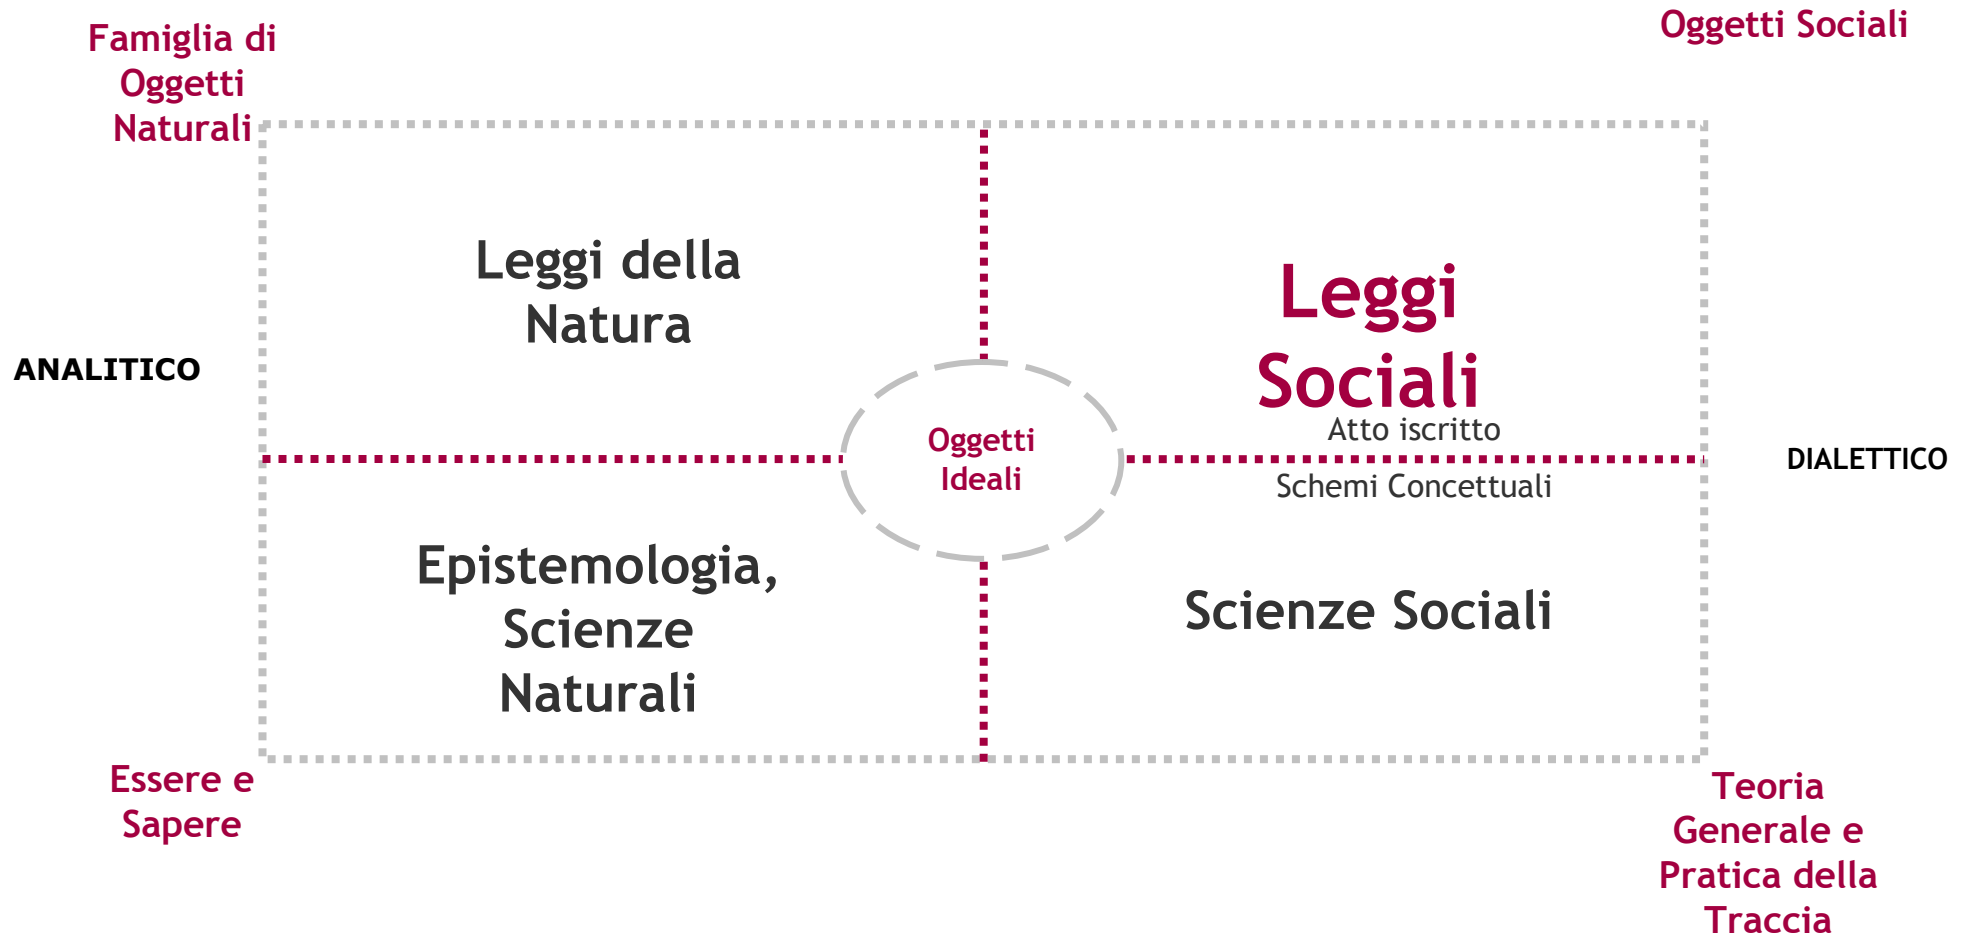 Famiglia di
Oggetti
Naturali
Oggetti Sociali
Leggi della
Natura
Leggi
Sociali
Atto iscritto
ANALITICO
Oggetti
Ideali
DIALETTICO
Schemi Concettuali
Epistemologia,
Scienze
Naturali
Scienze Sociali
Essere e
Sapere
Teoria
Generale e
Pratica della
Traccia